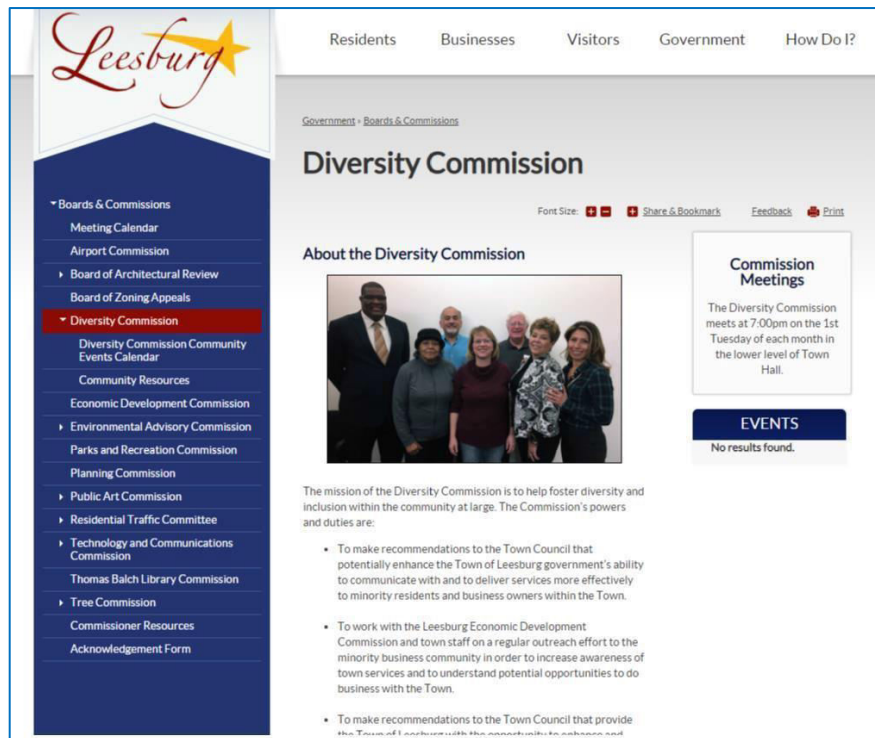 Leesburg
Residents Businesses Visitors Government How Do I?
Government › Boards & Commissions
Diversity Commission
Font Size: + - + Share & Bookmark Feedback Print
Boards & Commissions
Meeting Calendar
Airport Commission
Board of Architectural Review
Board of Zoning Appeals
Diversity Commission
Diversity Commission Community
Events Calendar
Community Resources
Economic Development Commission
Environmental Advisory Commission
Parks and Recreation Commission
Planning Commission
Public Art Commission
Residential Traffic Committee
Technology and Communications
Commission
Thomas Balch Library Commission
Tree Commission
Commissioner Resources
Acknowledgement Form
About the Diversity Commission
The mission of the Diversity Commission is to help foster diversity and
inclusion within the community at large. The Commission's powers
and duties are:
• To make recommendations to the Town Council that
potentially enhance the Town of Leesburg government's ability
to communicate with and to deliver services more effectively
to minority residents and business owners within the Town.
• To work with the Leesburg Economic Development
Commission and town staff on a regular outreach effort to the
minority business community in order to increase awareness of
town services and to understand potential opportunities to do
business with the Town.
• To make recommendations to the Town Council that provide
the Town of Leesburg with the opportunity to enhance and
Commission
Meetings
The Diversity Commission
meets at 7:00pm on the 1st
Tuesday of each month in
the lower level of Town
Hall.
EVENTS
No results found.